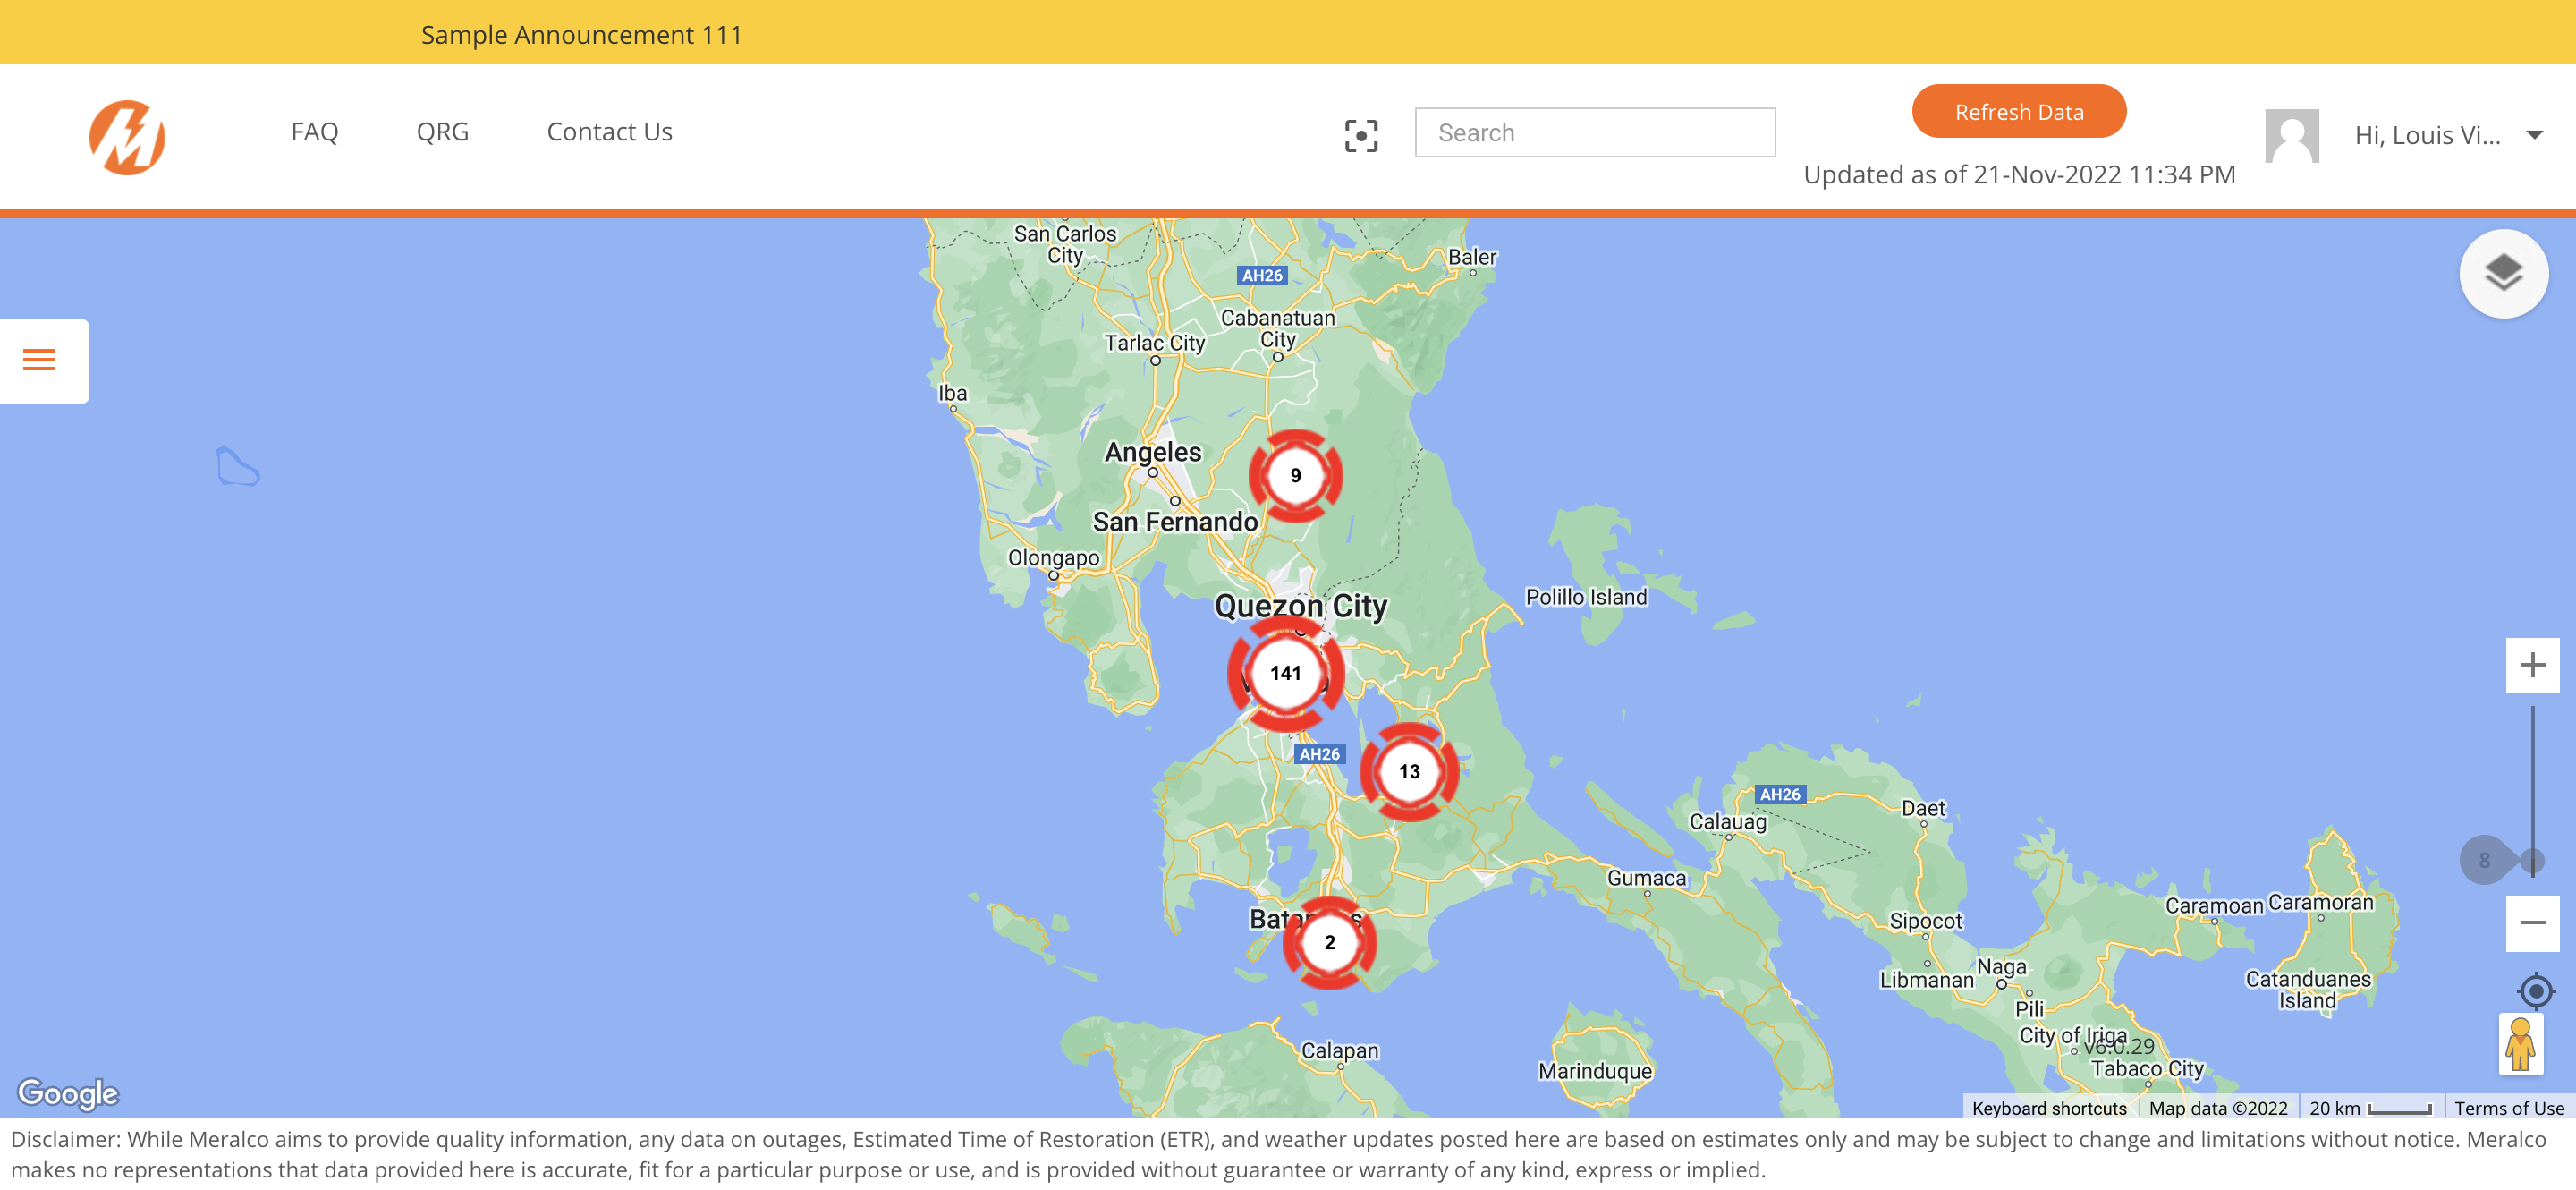 Sample Announcement 111
FAQ
QRG
Contact Us
Search
Refresh Data
Updated as of 21-Nov-2022 11:34 PM
Hi, Louis Vi...
San Carlos
City
AH26
Baler
Cabanatuan
City
Tarlac City
Iba
Angeles
9
San Fernando
Olongapo
Quezon City
Polillo Island
141
AH26
13
AH26
Calauag
Daet
8
Gumaca
Caramoan
Caramoran
Batangas
Sipocot
2
Naga
Libmanan
Catanduanes
Island
Pili
City of Iriga
v6.0.29
Calapan
Marinduque
Tabaco City
Google
Keyboard shortcuts
Map data ©2022
20 km
Terms of Use
Disclaimer: While Meralco aims to provide quality information, any data on outages, Estimated Time of Restoration (ETR), and weather updates posted here are based on estimates only and may be subject to change and limitations without notice. Meralco
makes no representations that data provided here is accurate, fit for a particular purpose or use, and is provided without guarantee or warranty of any kind, express or implied.